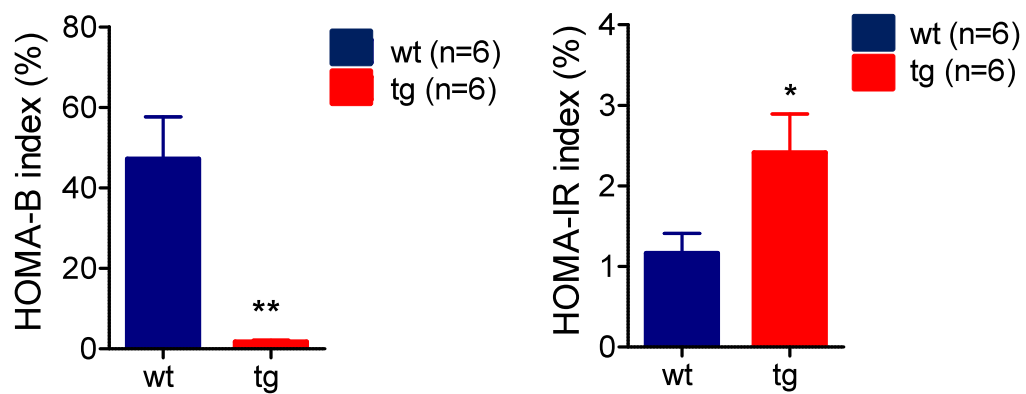 HOMA-B index (%)
80
60
40
20
0
**
wt
tg
wt (n=6)
tg (n=6)
HOMA-IR index (%)
4
3
2
1
0
*
wt
tg
wt (n=6)
tg (n=6)